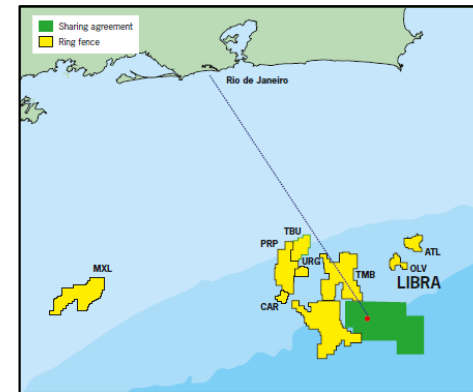 Sharing agreement
Ring fence
Rio de Janeiro
TBU
PRP
URG
ATL
MXL
TMB
OLV
LIBRA
CAR